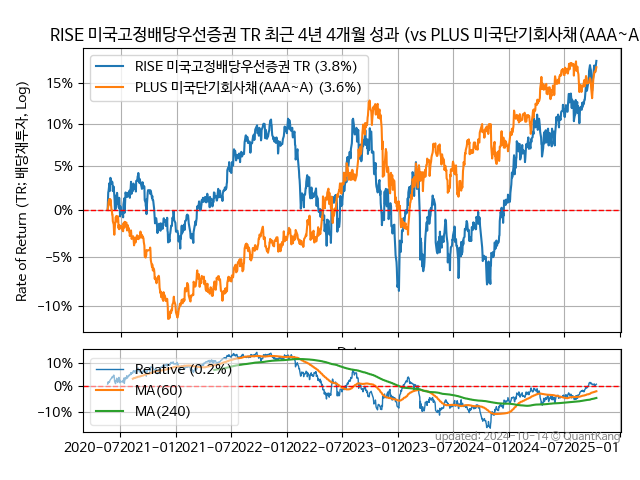 RISE 미국고정배당우선증권 TR 최근 4년 4개월 성과 (vs PLUS 미국단기회사채(AAA~A
RISE 미국고정배당우선증권 TR (3.8%)
PLUS 미국단기회사채(AAA~A) (3.6%)
Rate of Return (TR: 배당재투자, Log)
15%
10%
5%
0%
−5%
−10%
Relative (0.2%)
MA(60)
MA(240)
10%
0%
−10%
updated: 2024-10-14 © QuantKang
2020-07
2021-01
2021-07
2022-01
2022-07
2023-01
2023-07
2024-01
2024-07
2025-01